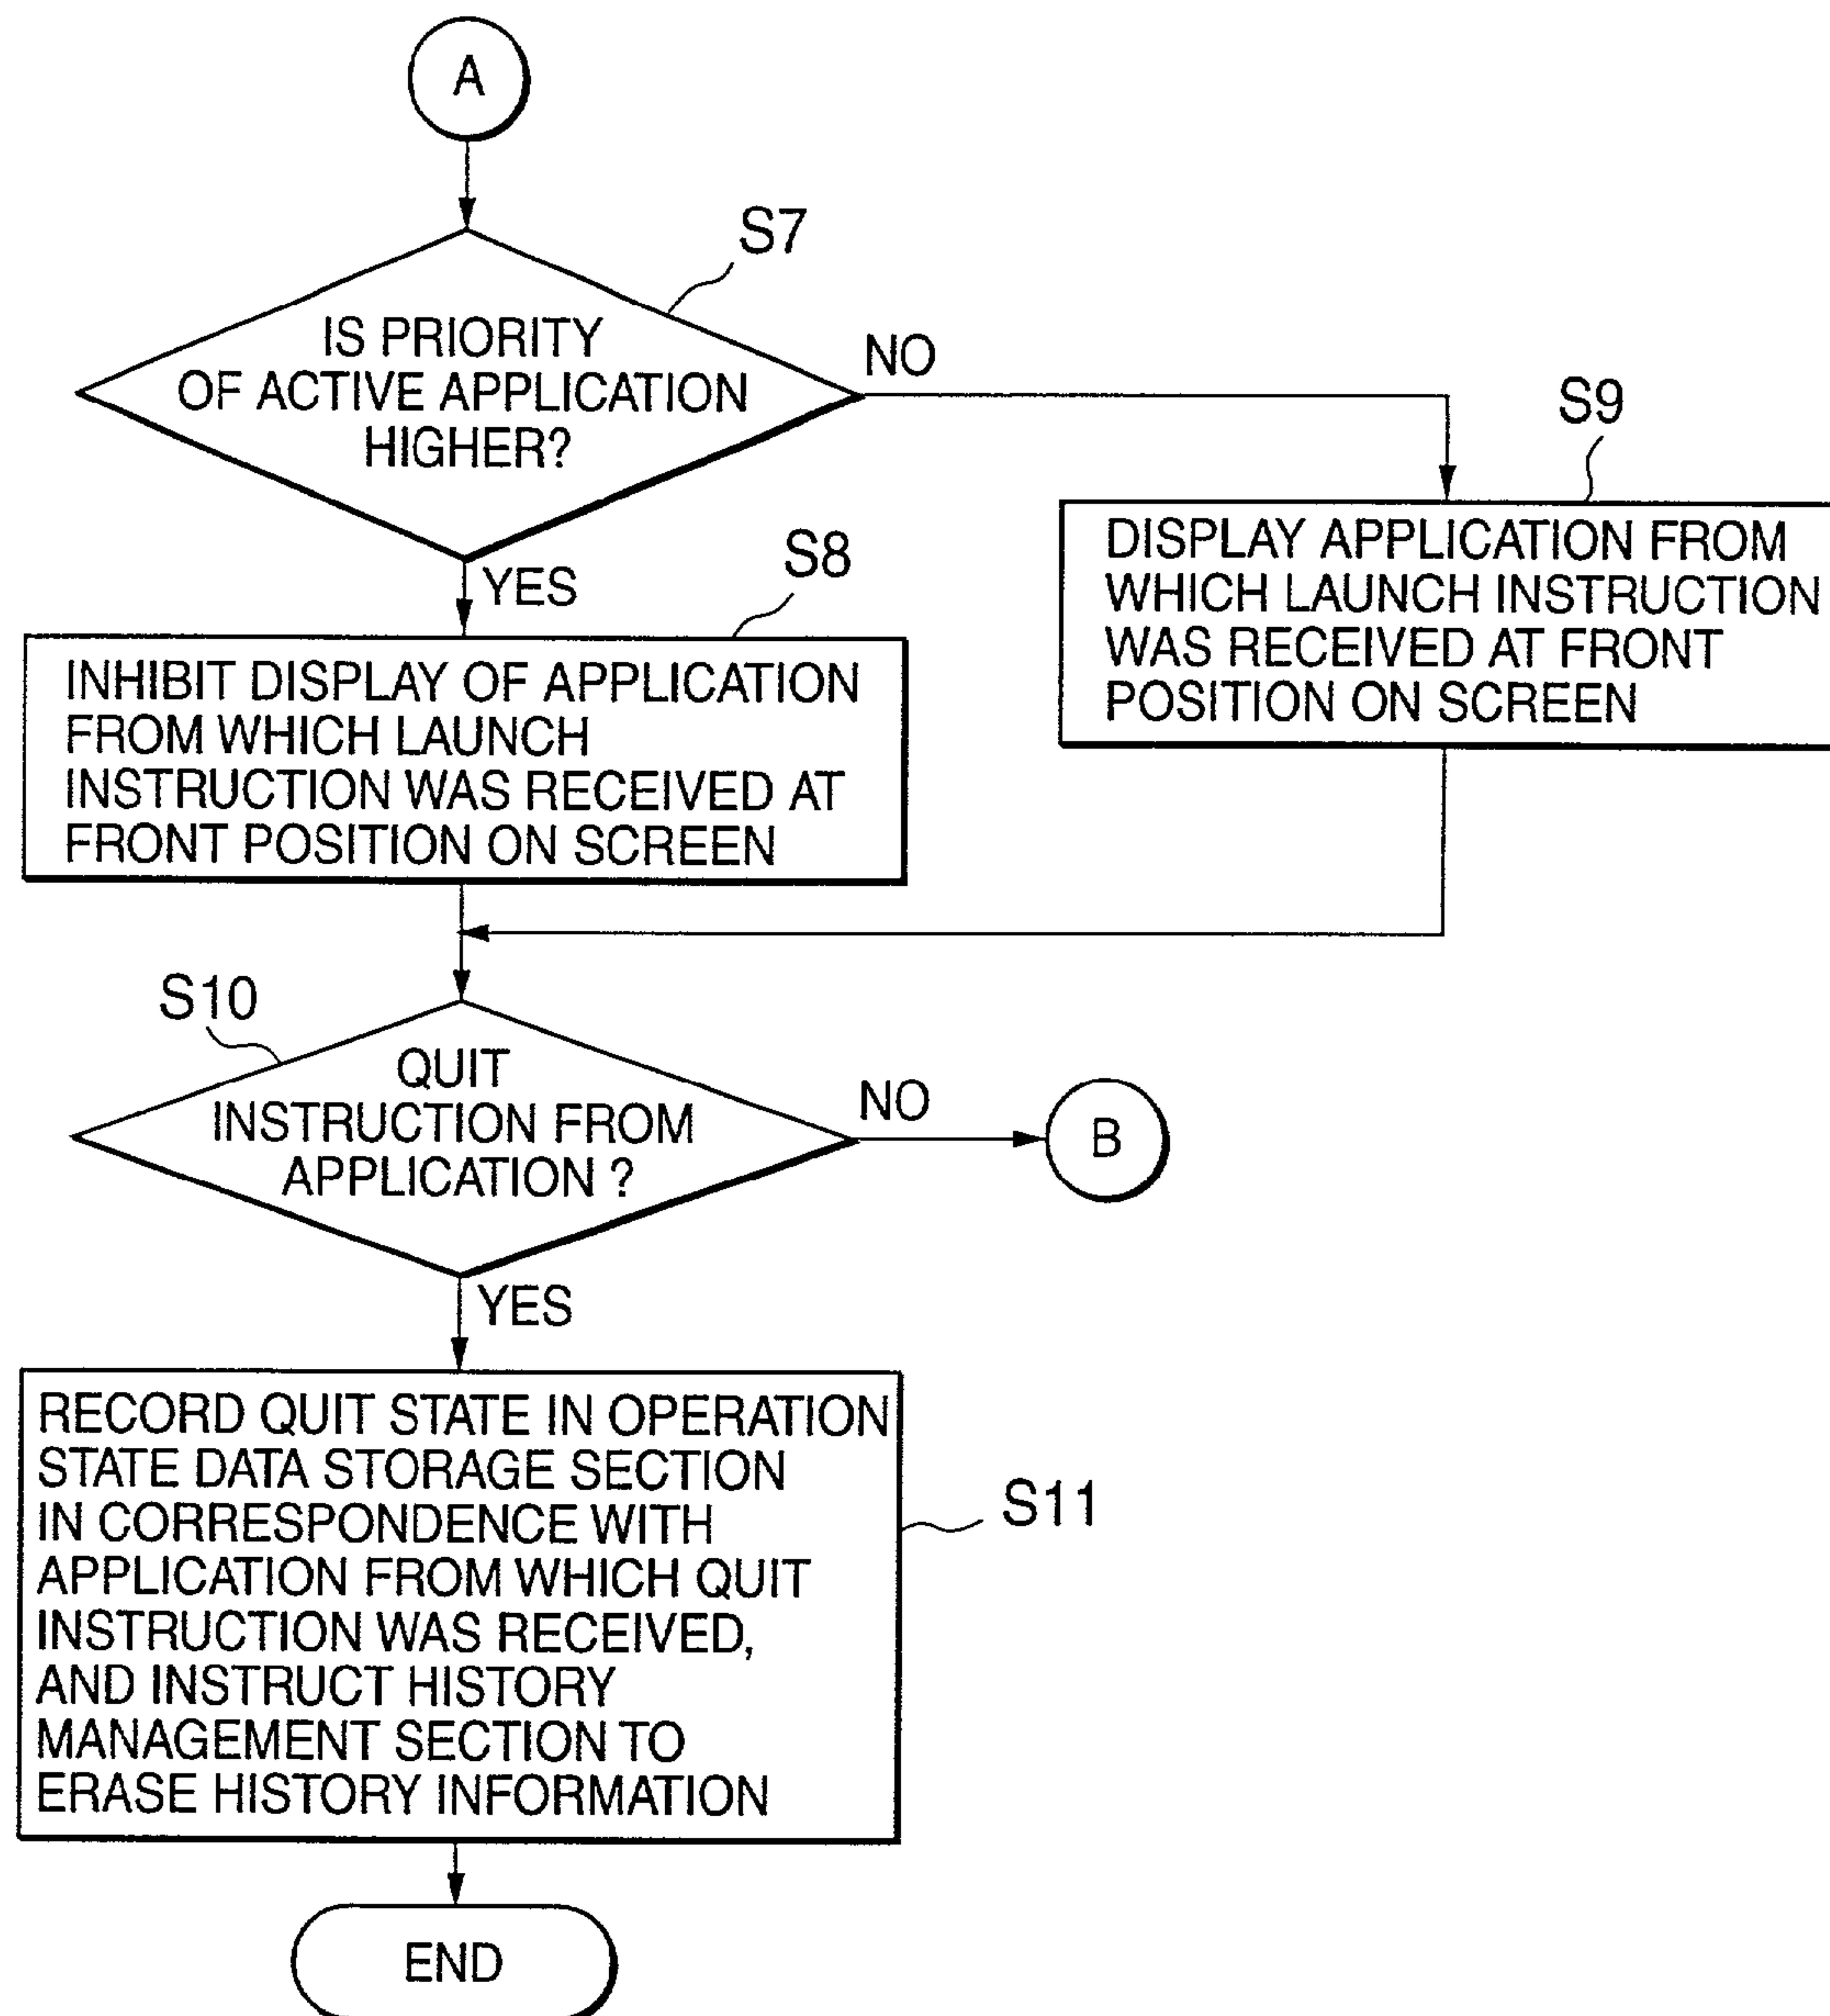 A
S7
IS PRIORITY
OF ACTIVE APPLICATION
HIGHER?
NO
YES
S8
INHIBIT DISPLAY OF APPLICATION
FROM WHICH LAUNCH
INSTRUCTION WAS RECEIVED AT
FRONT POSITION ON SCREEN
S9
DISPLAY APPLICATION FROM
WHICH LAUNCH INSTRUCTION
WAS RECEIVED AT FRONT
POSITION ON SCREEN
S10
QUIT
INSTRUCTION FROM
APPLICATION ?
NO
B
YES
RECORD QUIT STATE IN OPERATION
STATE DATA STORAGE SECTION
IN CORRESPONDENCE WITH
APPLICATION FROM WHICH QUIT
INSTRUCTION WAS RECEIVED,
AND INSTRUCT HISTORY
MANAGEMENT SECTION TO
ERASE HISTORY INFORMATION
S11
END